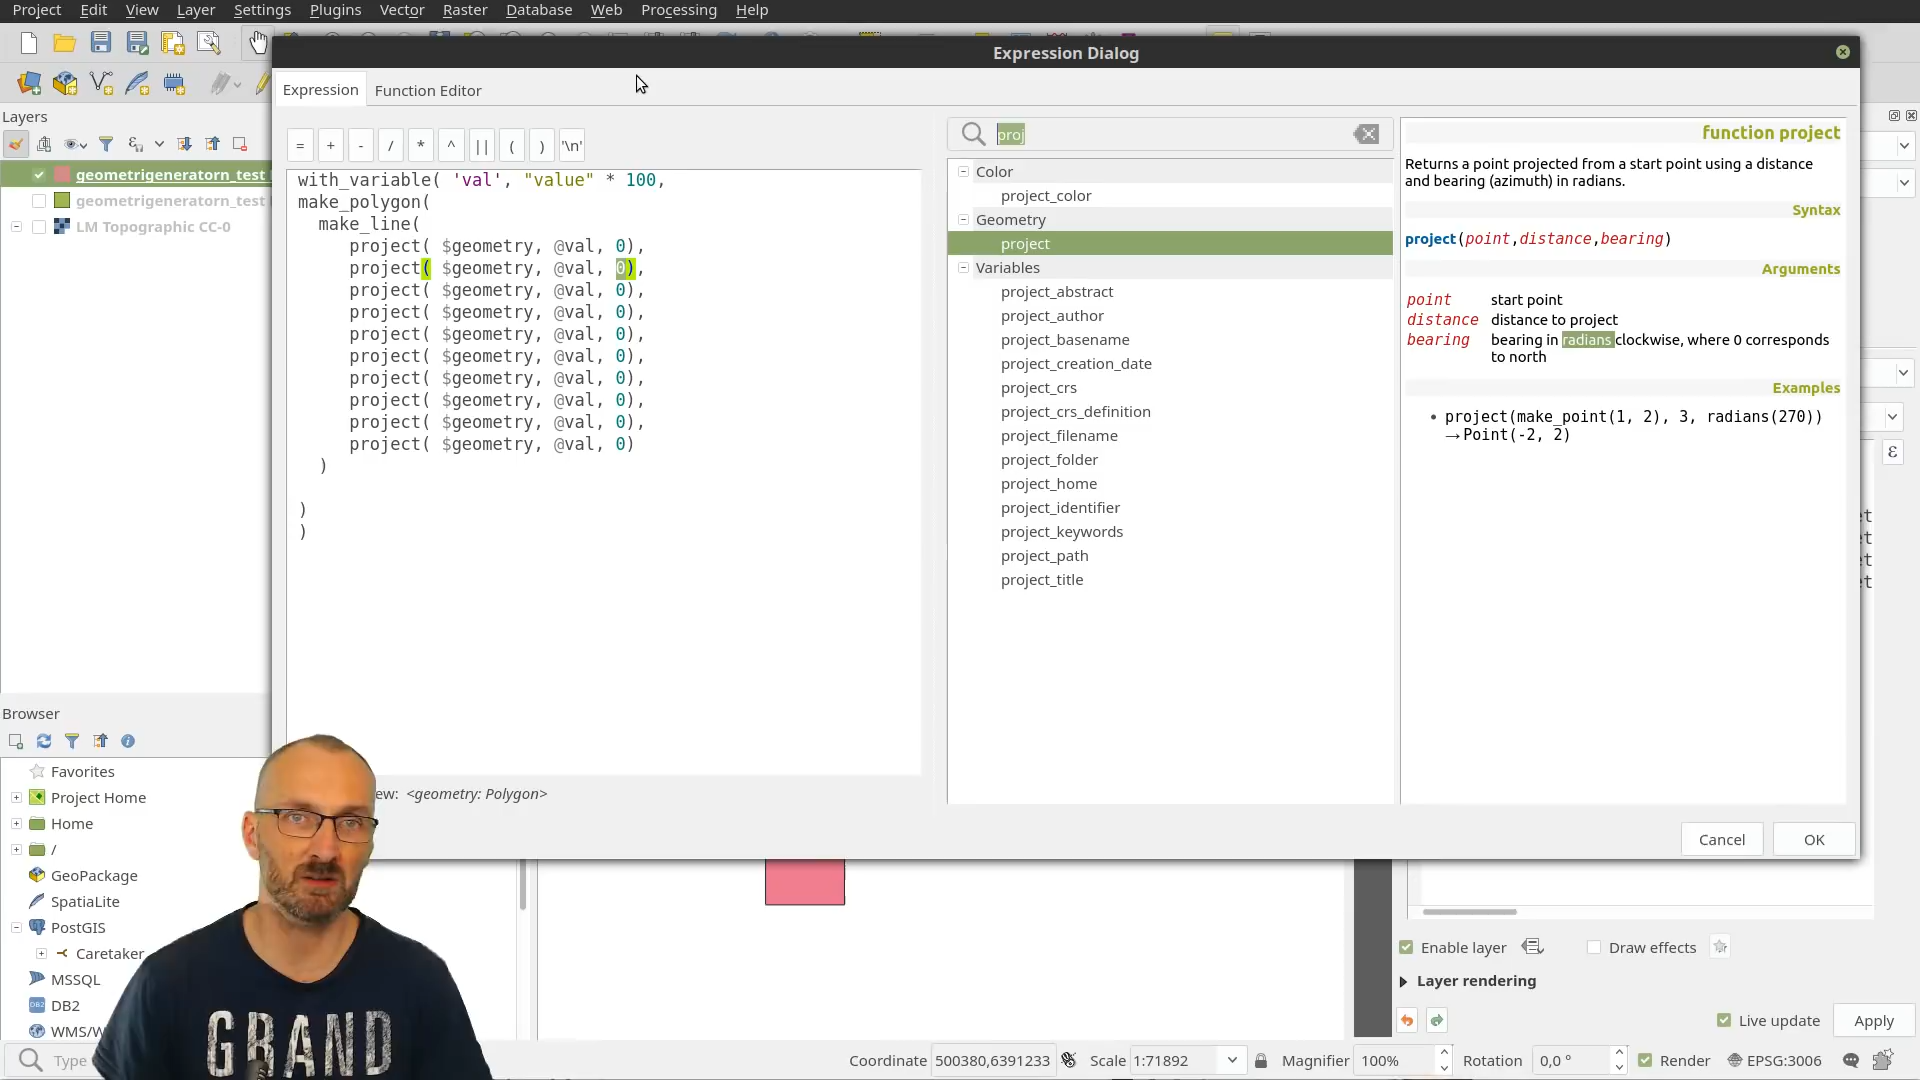 Project Edit View Layer Settings Plugins Vector Raster Database Web Processing Help
Expression Dialog
Expression Function Editor
Layers
= + - / * ^ || ( ) '\n'
proj
geometrigeneratorn_test
geometrigeneratorn_test
LM Topographic CC-0
with_variable( 'val', "value" * 100,
make_polygon(
make_line(
project( $geometry, @val, 0),
project( $geometry, @val, 0),
project( $geometry, @val, 0),
project( $geometry, @val, 0),
project( $geometry, @val, 0),
project( $geometry, @val, 0),
project( $geometry, @val, 0),
project( $geometry, @val, 0),
project( $geometry, @val, 0),
project( $geometry, @val, 0)
)
)
)
Color
project_color
Geometry
project
Variables
project_abstract
project_author
project_basename
project_creation_date
project_crs
project_crs_definition
project_filename
project_folder
project_home
project_identifier
project_keywords
project_path
project_title
function project
Returns a point projected from a start point using a distance
and bearing (azimuth) in radians.
Syntax
project(point,distance,bearing)
Arguments
point start point
distance distance to project
bearing bearing in radians clockwise, where 0 corresponds
to north
Examples
• project(make_point(1, 2), 3, radians(270))
→Point(-2, 2)
ε
et
et
et
et
Browser
Favorites
Project Home
Home
/
GeoPackage
SpatiaLite
PostGIS
Caretaker
MSSQL
DB2
WMS/W
ew: <geometry: Polygon>
Cancel OK
GRAND
Enable layer Draw effects
Layer rendering
Live update Apply
Type
Coordinate 500380,6391233 Scale 1:71892 Magnifier 100% Rotation 0,0 ° Render EPSG:3006